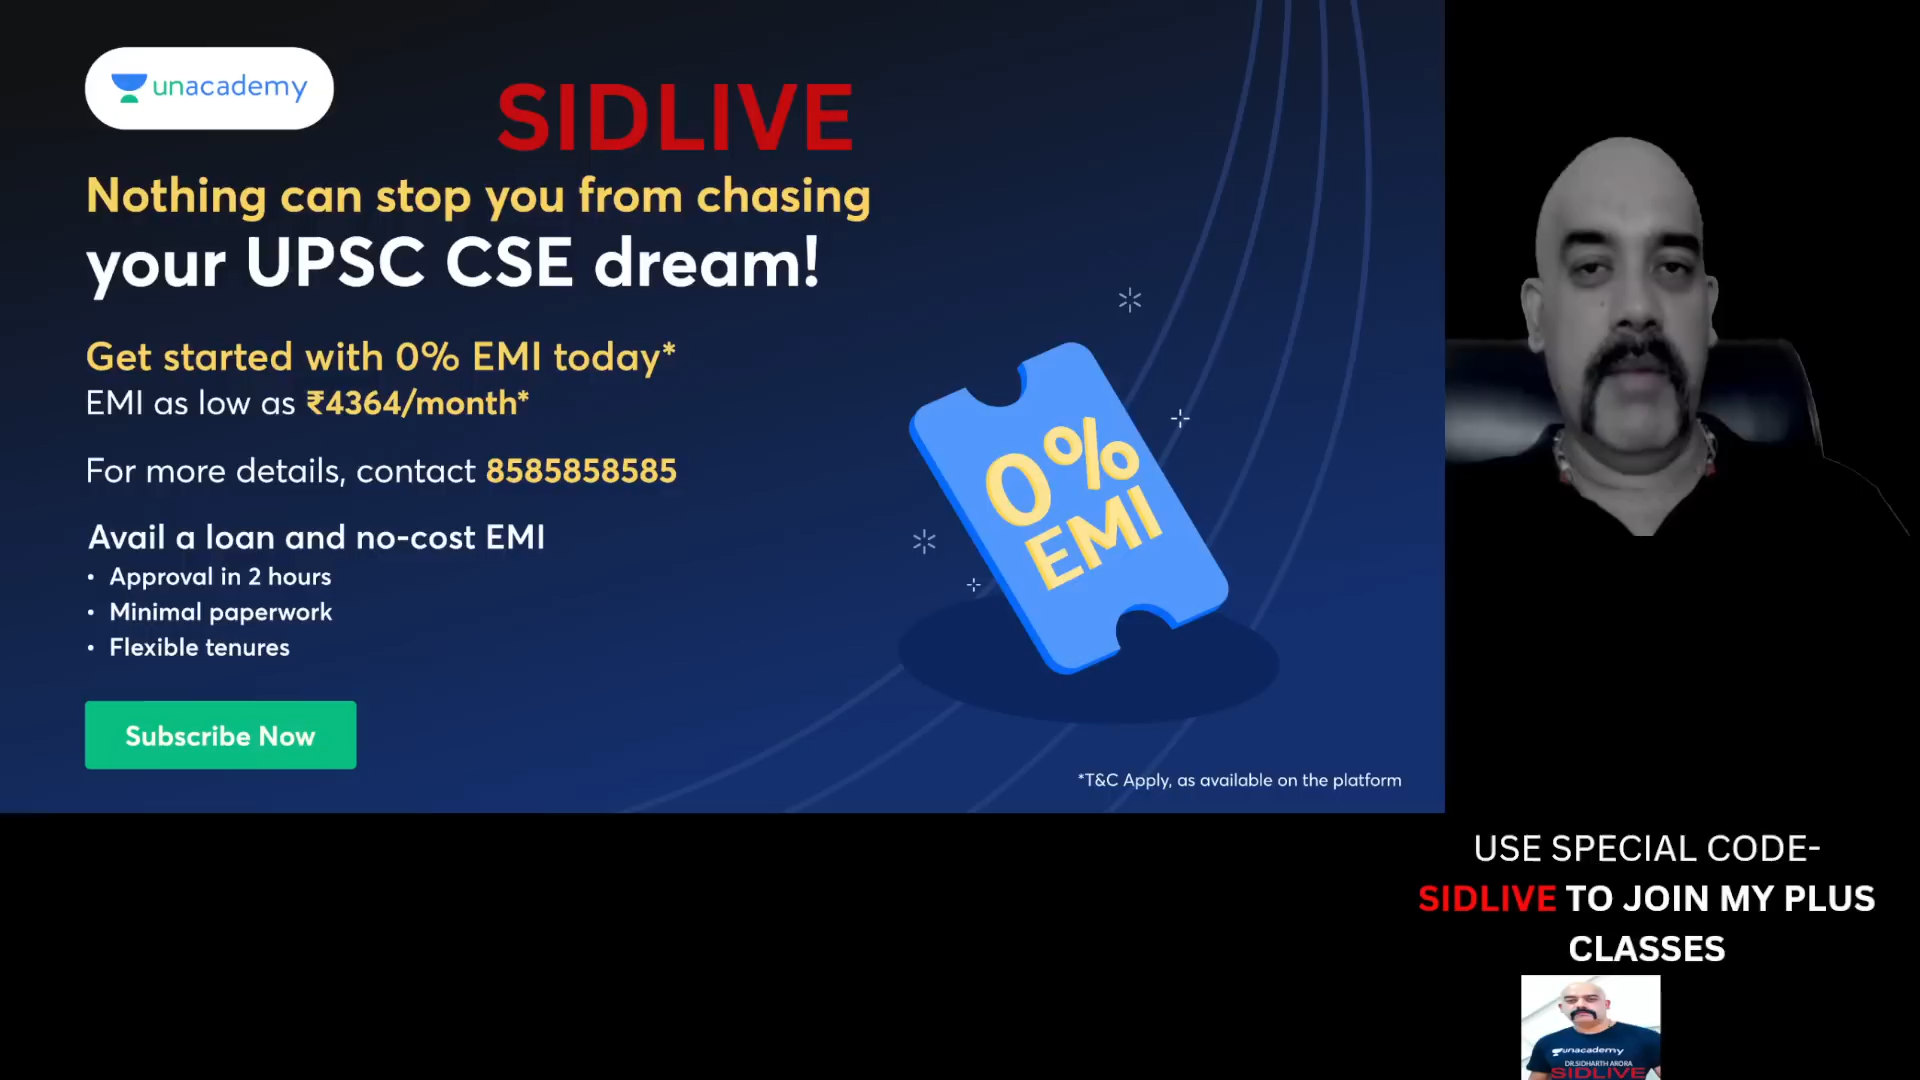 unacademy
SIDLIVE
Nothing can stop you from chasing
your UPSC CSE dream!
Get started with 0% EMI today*
EMI as low as ₹4364/month*
For more details, contact 8585858585
Avail a loan and no-cost EMI
• Approval in 2 hours
• Minimal paperwork
• Flexible tenures
Subscribe Now
0%
EMI
*T&C Apply, as available on the platform
USE SPECIAL CODE-
SIDLIVE TO JOIN MY PLUS
CLASSES
unacademy
DR.SIDHARTH ARORA
SIDLIVE